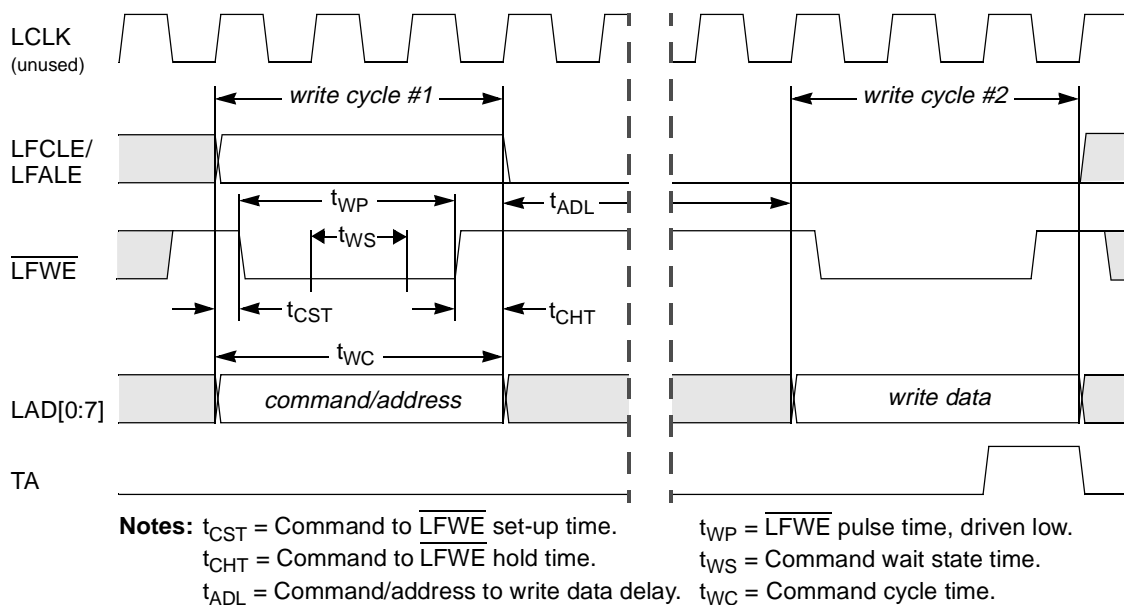 LCLK
(unused)
write cycle #1
write cycle #2
LFCLE/
LFALE
tWP
tADL
tWS
LFWE
tCST
tCHT
tWC
LAD[0:7]
command/address
write data
TA
Notes: tCST = Command to LFWE set-up time.
tWP = LFWE pulse time, driven low.
tCHT = Command to LFWE hold time.
tWS = Command wait state time.
tADL = Command/address to write data delay.
tWC = Command cycle time.